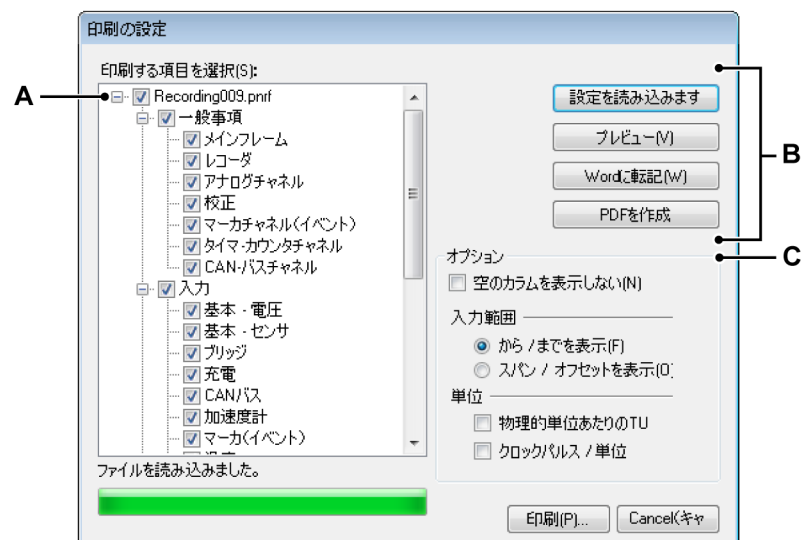 印刷の設定
印刷する項目を選択(S):
A
Recording009.pnrf
一般事項
メインフレーム
レコーダ
アナログチャネル
校正
マーカチャネル(イベント)
タイマ-カウンタチャネル
CAN-バスチャネル
入力
基本 - 電圧
基本 - センサ
ブリッジ
充電
CANバス
加速度計
マーカ(イベント)
ファイルを読み込みました。
設定を読み込みます
プレビュー(V)
Wordに転記(W)
PDFを作成
B
C
オプション
空のカラムを表示しない(N)
入力範囲
から / までを表示(F)
スパン / オフセットを表示(O)
単位
物理的単位あたりのTU
クロックパルス / 単位
印刷(P)...
Cancel(キャ